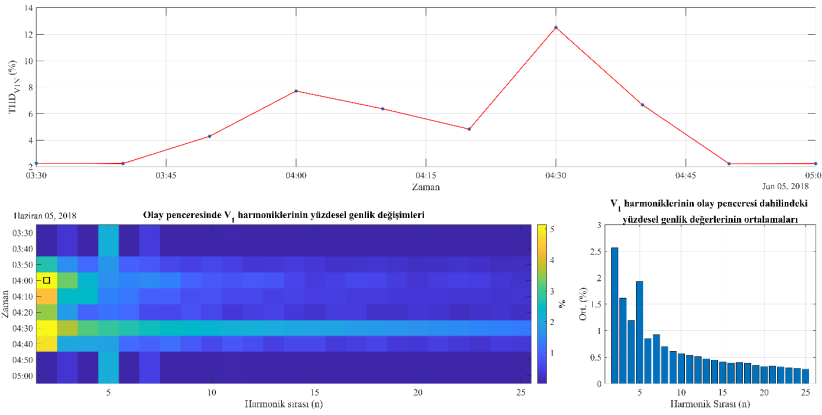 14
12
10
8
6
4
2
THD_V1N (%)
03:30 03:45 04:00 04:15 04:30 04:45 05:0
Zaman
Jun 05, 2018
Haziran 05, 2018
Olay penceresinde V_1 harmoniklerinin yüzdesel genlik değişimleri
03:30
03:40
03:50
04:00
04:10
04:20
04:30
04:40
04:50
05:00
Zaman
5 10 15 20 25
Harmonik sırası (n)
5
4
3
2
1
%
V_1 harmoniklerinin olay penceresi dahilindeki
yüzdesel genlik değerlerinin ortalamaları
3
2.5
2
1.5
1
0.5
0
Ort. (%)
5 10 15 20 25
Harmonik Sırası (n)